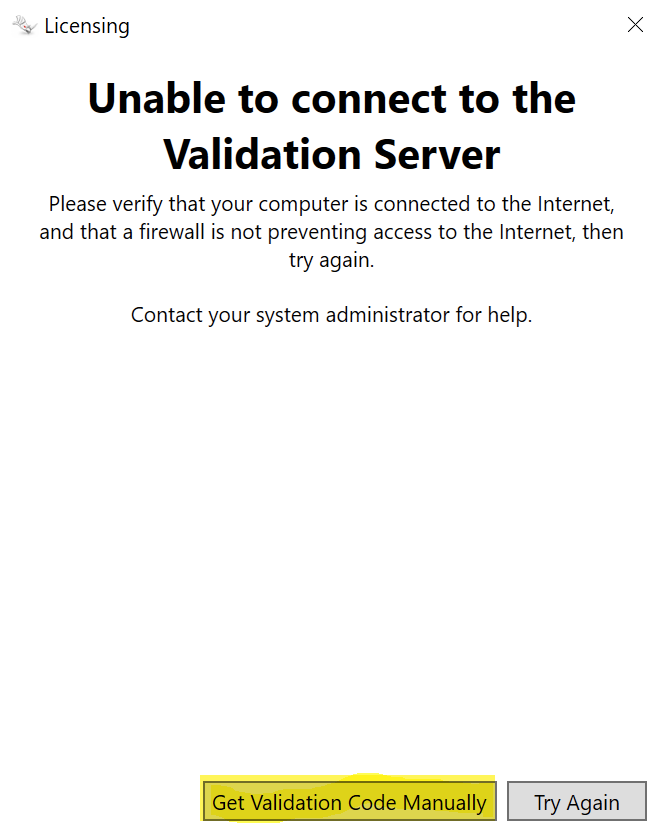 Licensing
Unable to connect to the
Validation Server
Please verify that your computer is connected to the Internet,
and that a firewall is not preventing access to the Internet, then
try again.
Contact your system administrator for help.
Get Validation Code Manually
Try Again